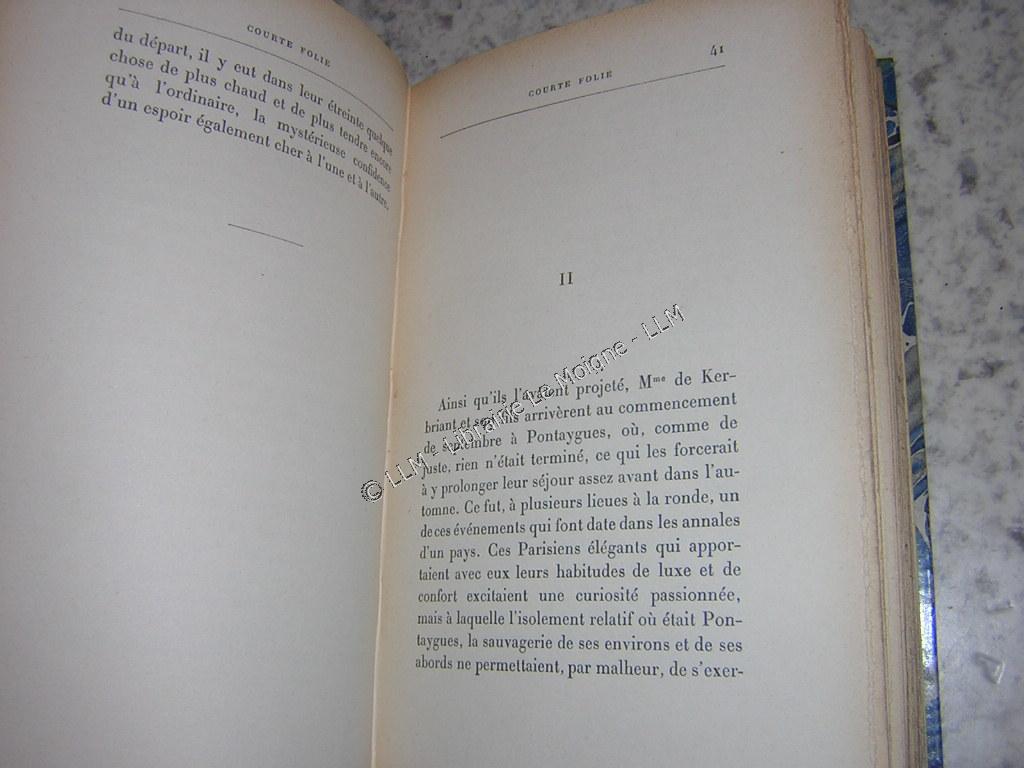 COURTE FOLIE
du départ, il y eut dans leur étreinte quelque
chose de plus chaud et de plus tendre encore
qu'à l'ordinaire, la mystérieuse confidence
d'un espoir également cher à l'une et à l'autre.
COURTE FOLIE
41
II
Ainsi qu'ils l'avaient projeté, Mme de Ker-
briant et ses fils arrivèrent au commencement
de septembre à Pontaygues, où, comme de
juste, rien n'était terminé, ce qui les forcerait
à y prolonger leur séjour assez avant dans l'au-
tomne. Ce fut, à plusieurs lieues à la ronde, un
de ces événements qui font date dans les annales
d'un pays. Ces Parisiens élégants qui appor-
taient avec eux leurs habitudes de luxe et de
confort excitaient une curiosité passionnée,
mais à laquelle l'isolement relatif où était Pon-
taygues, la sauvagerie de ses environs et de ses
abords ne permettaient, par malheur, de s'exer-
© LLM - Librairie Le Moigne - LLM